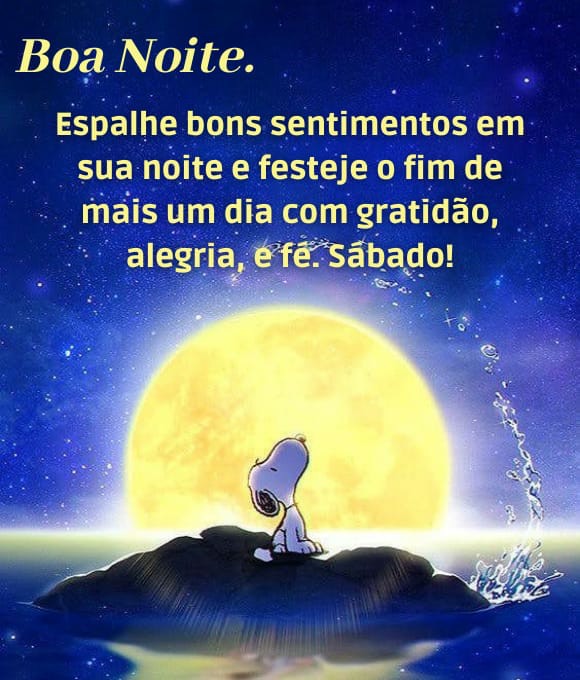 Boa Noite.
Espalhe bons sentimentos em
sua noite e festeje o fim de
mais um dia com gratidão,
alegria, e fé. Sábado!